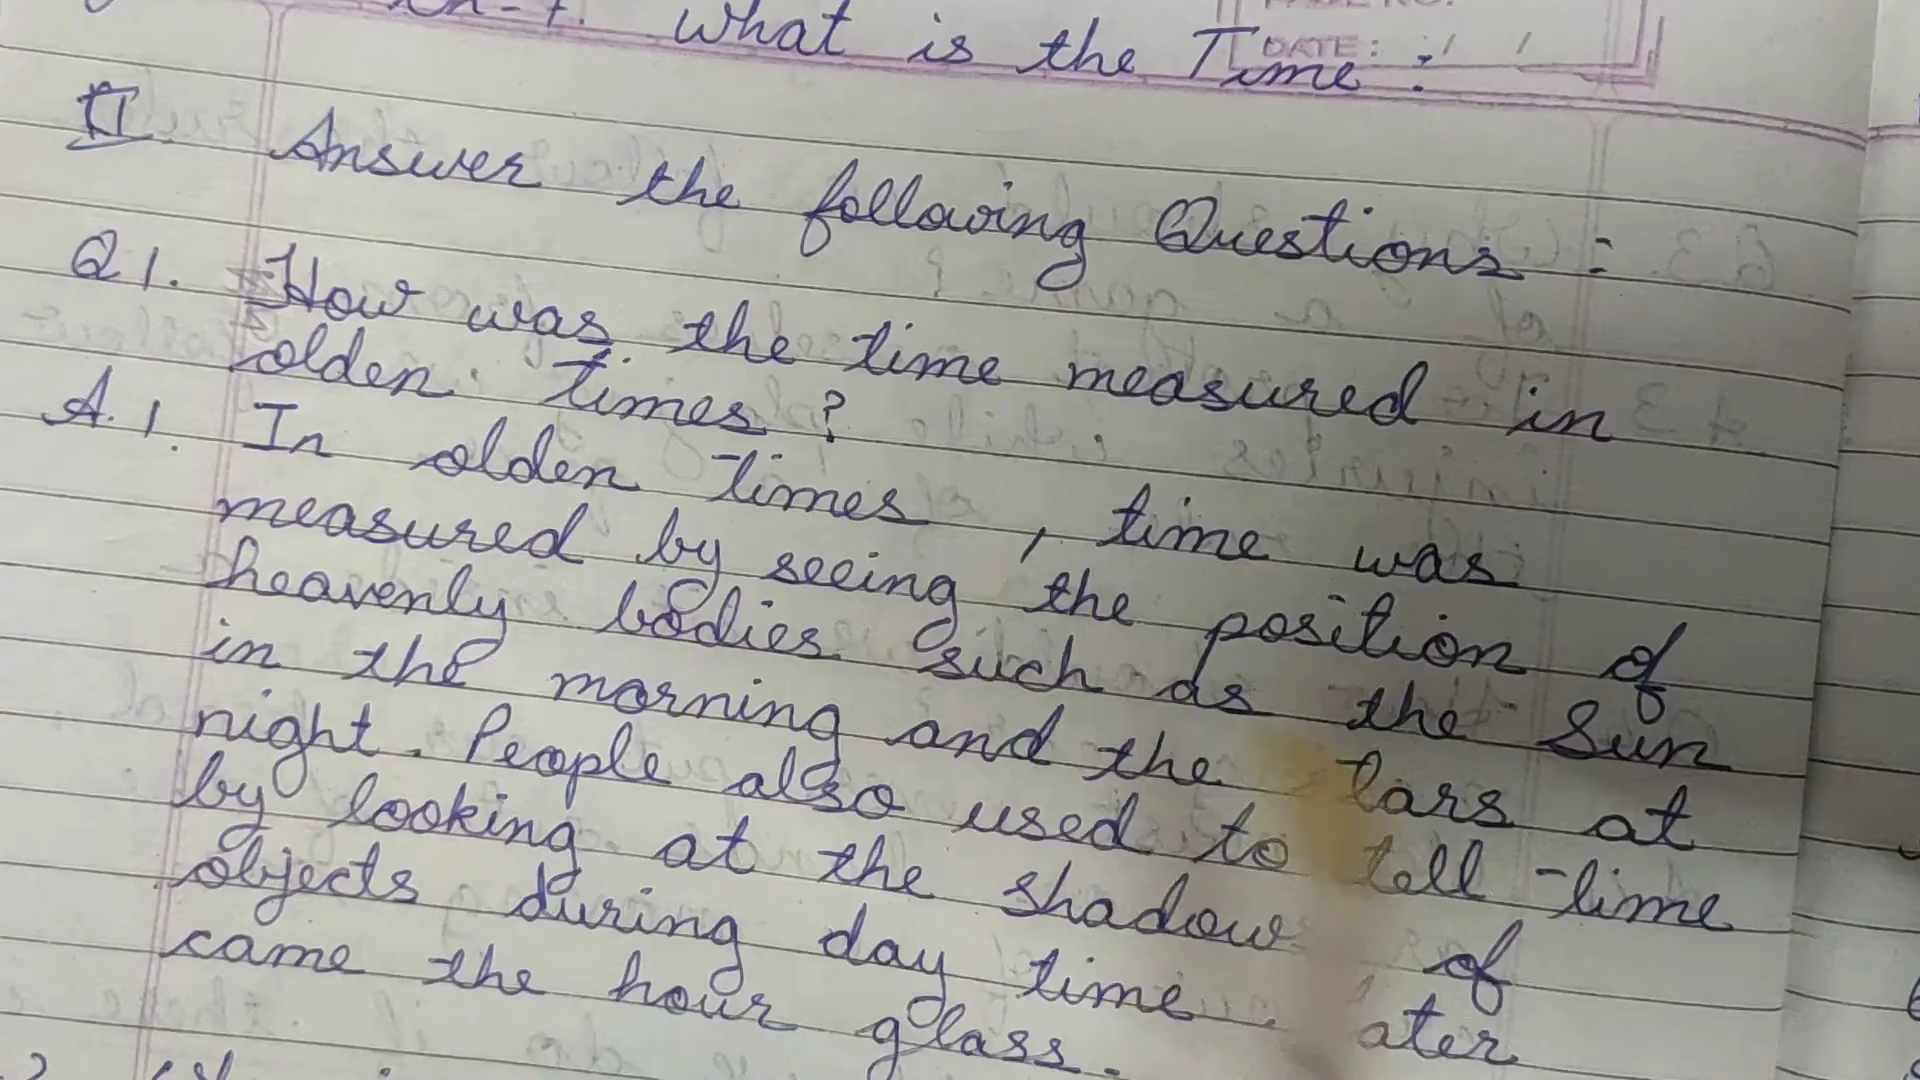 What is the Time :
DATE : / /
II Answer the following Questions :
Q1. How was the time measured in
olden times ?
A.1. In olden times , time was
measured by seeing the position of
heavenly bodies such as the Sun
in the morning and the tars at
night. People also used to tell time
by looking at the shadow of
objects during day time. ater
came the hour glass.